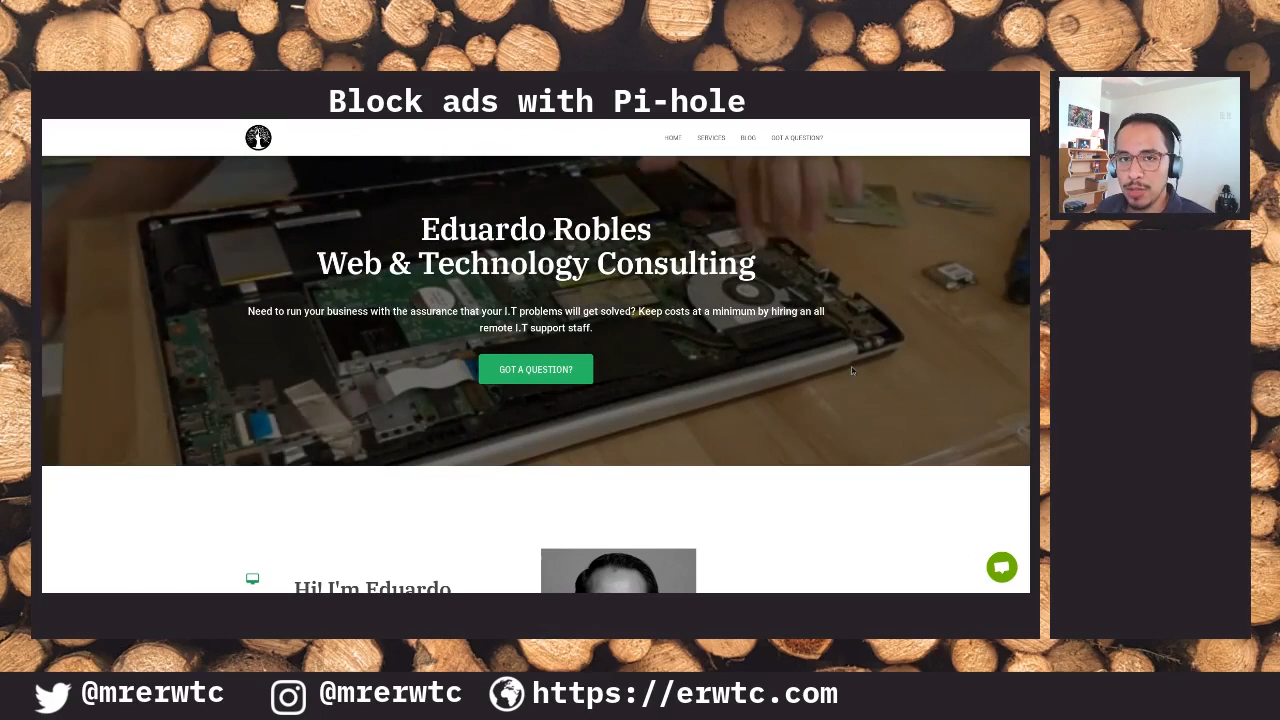 Block ads with Pi-hole
HOME SERVICES BLOG GOT A QUESTION?
Eduardo Robles
Web & Technology Consulting
Need to run your business with the assurance that your I.T problems will get solved? Keep costs at a minimum by hiring an all
remote I.T support staff.
GOT A QUESTION?
Hi! I'm Eduardo
@mrerwtc @mrerwtc https://erwtc.com